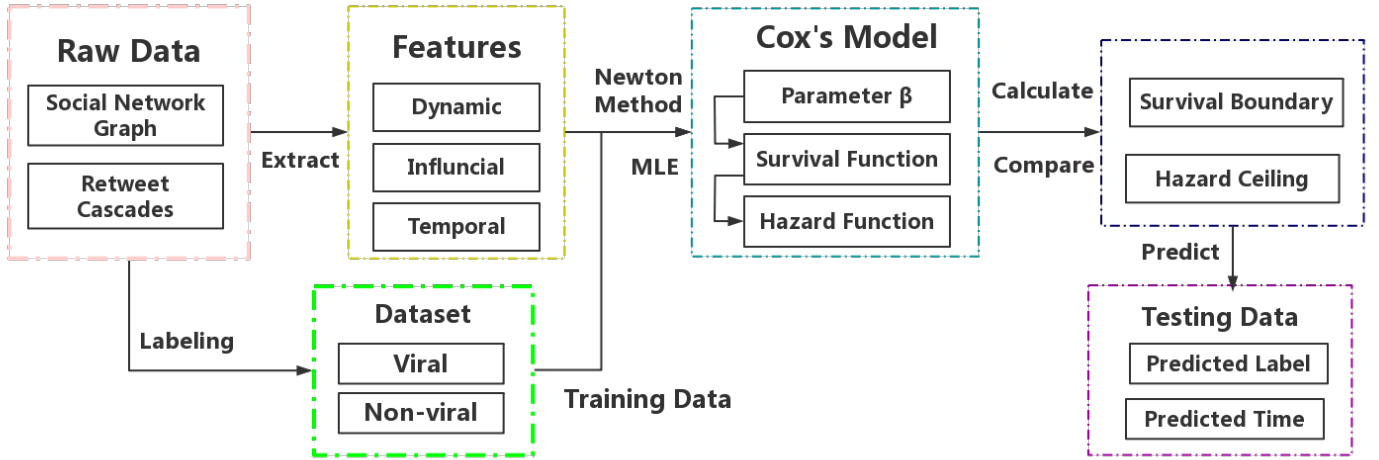 Raw Data
Social Network
Graph
Retweet
Cascades
Extract
Labeling
Features
Dynamic
Influncial
Temporal
Dataset
Viral
Non-viral
Training Data
Newton
Method
MLE
Cox's Model
Parameter β
Survival Function
Hazard Function
Calculate
Compare
Survival Boundary
Hazard Ceiling
Predict
Testing Data
Predicted Label
Predicted Time